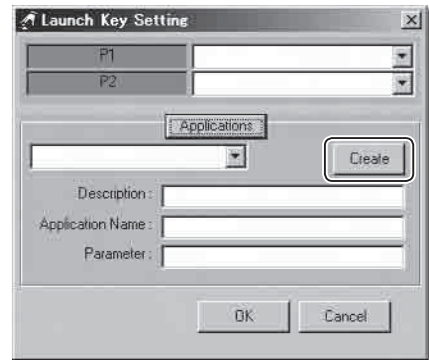 Launch Key Setting
P1
P2
Applications
Create
Description :
Application Name :
Parameter :
OK Cancel